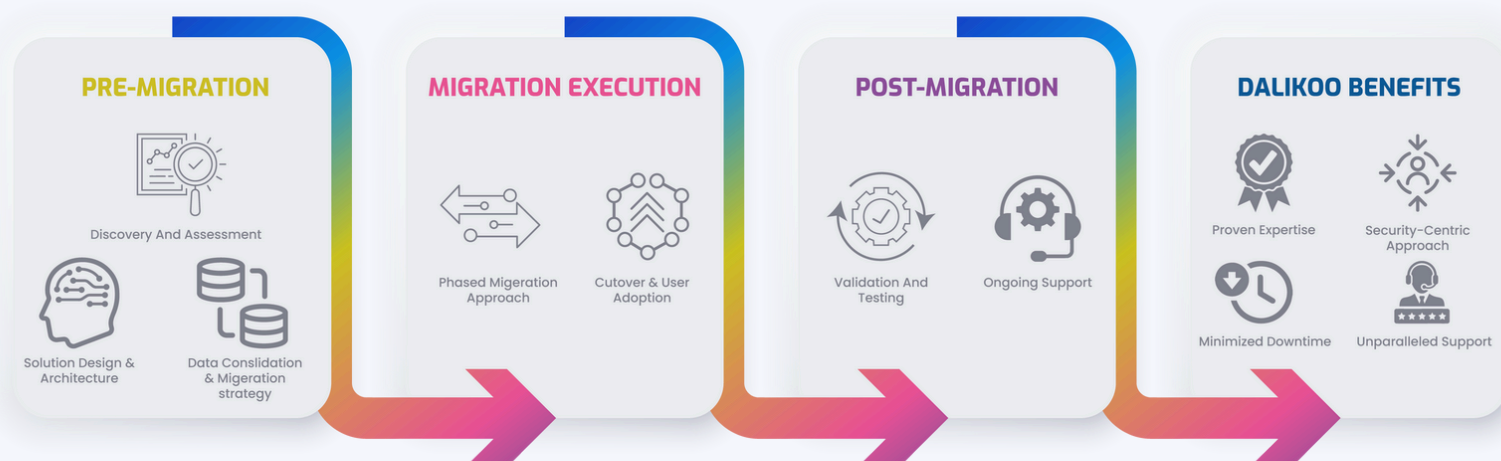 PRE-MIGRATION
Discovery And Assessment
Solution Design &
Architecture
Data Conslidation
& Migeration
strategy
MIGRATION EXECUTION
Phased Migeration
Approach
Cutover & User
Adoption
POST-MIGRATION
Validation And
Testing
Ongoing Support
DALIKOO BENEFITS
Proven Expertise
Security-Centric
Approach
Minimized Downtime
Unparalleled Support